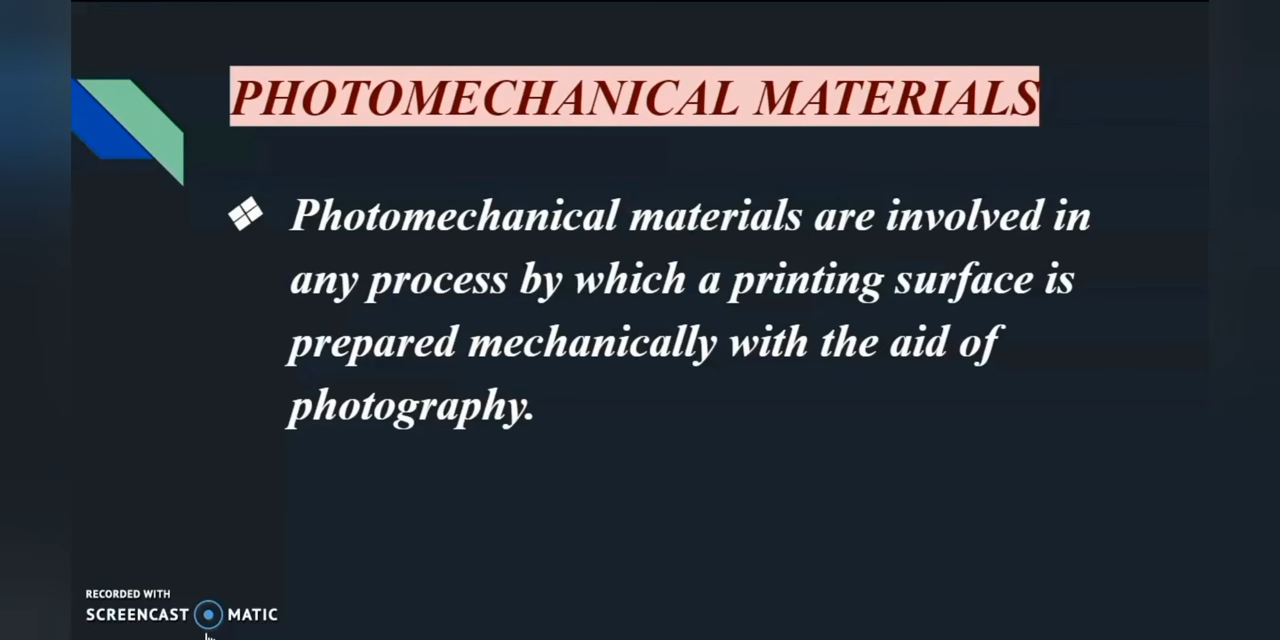 PHOTOMECHANICAL MATERIALS
Photomechanical materials are involved in
any process by which a printing surface is
prepared mechanically with the aid of
photography.
RECORDED WITH
SCREENCAST MATIC